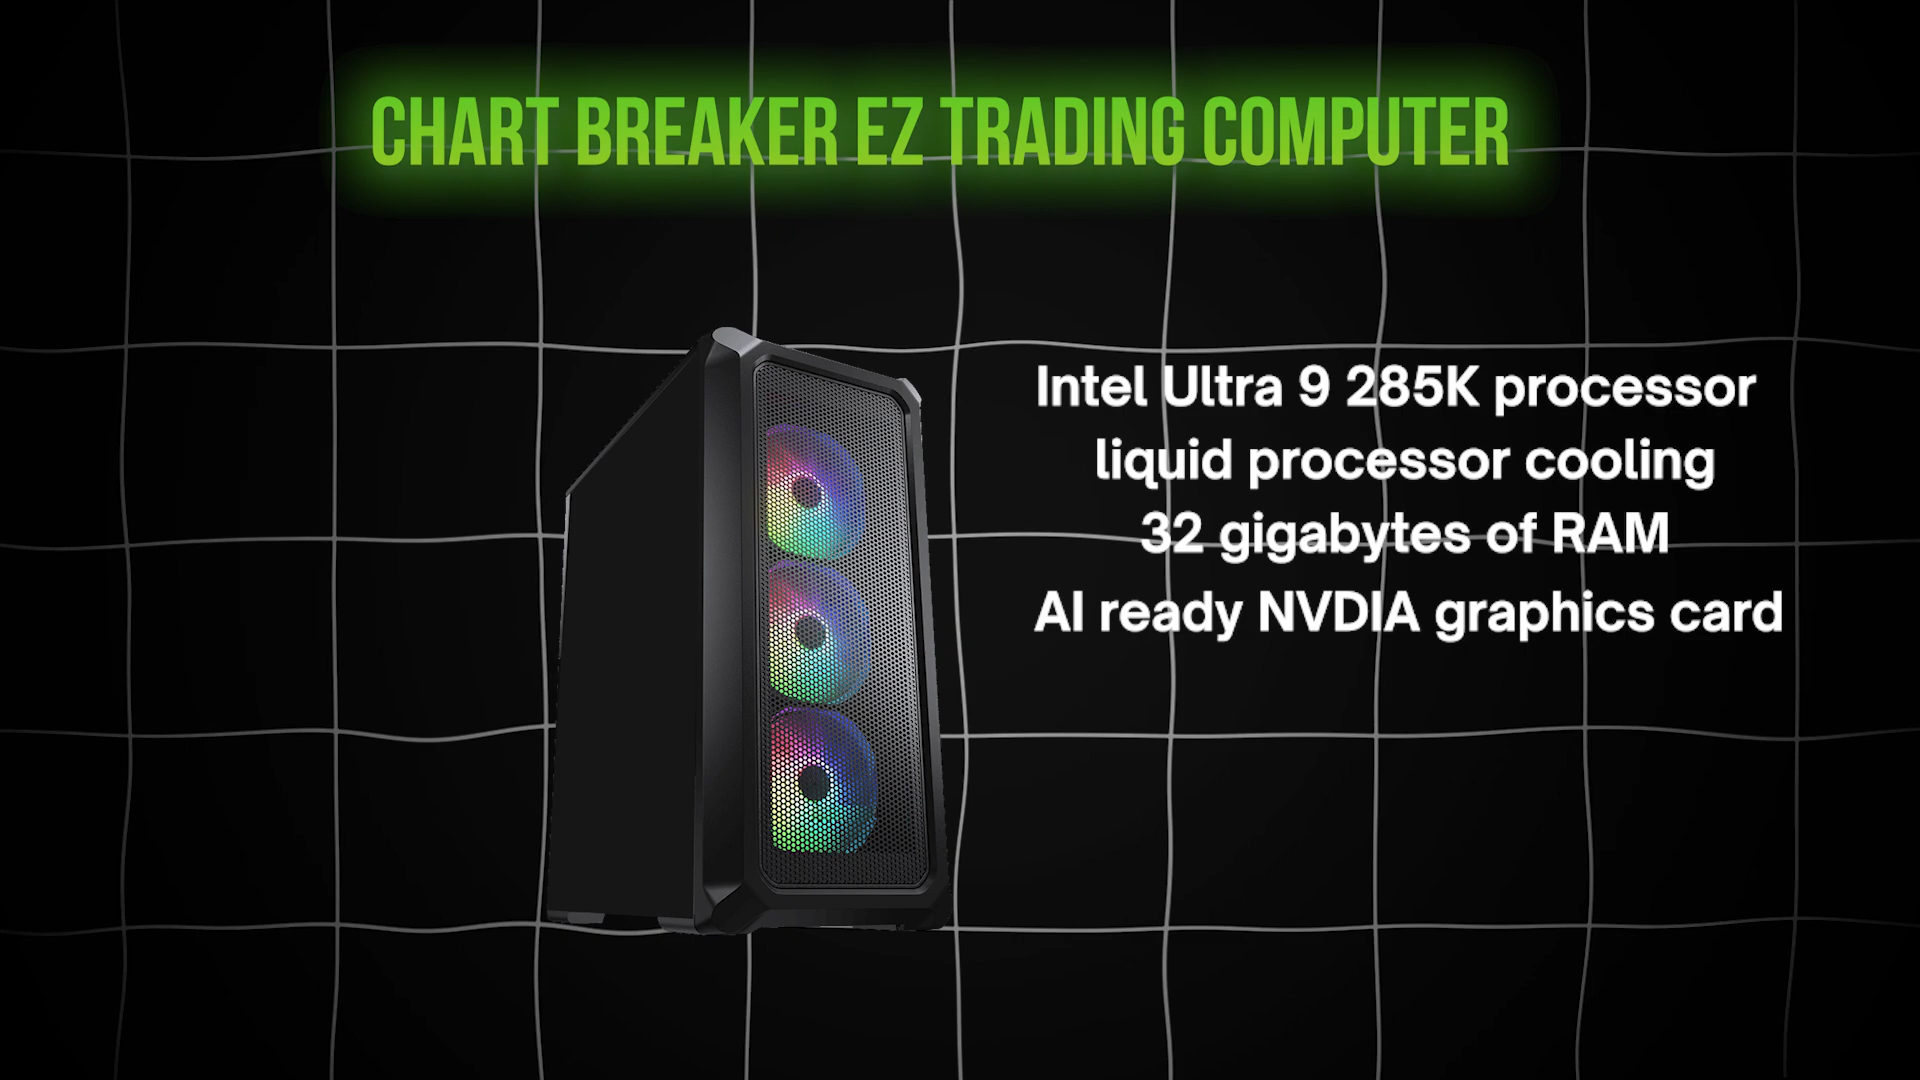 CHART BREAKER EZ TRADING COMPUTER
Intel Ultra 9 285K processor
liquid processor cooling
32 gigabytes of RAM
AI ready NVDIA graphics card